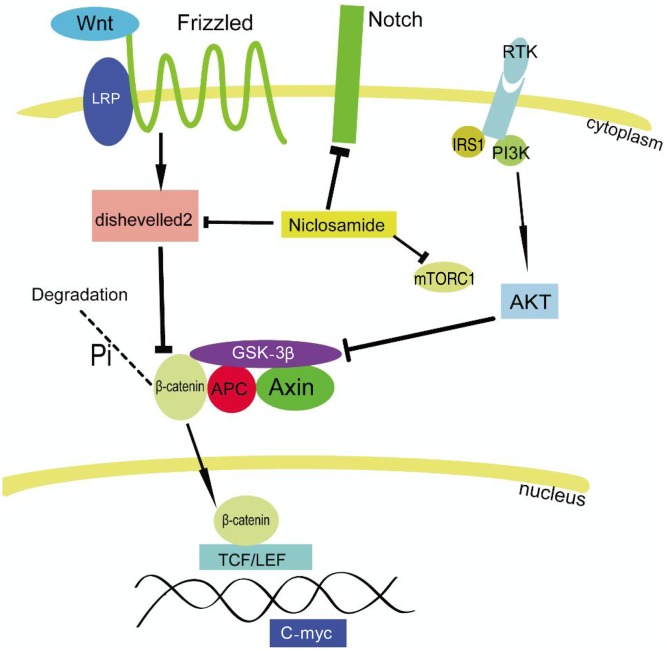 Wnt
Frizzled
Notch
RTK
LRP
cytoplasm
IRS1
PI3K
dishevelled2
Niclosamide
mTORC1
Degradation
AKT
Pi
GSK-3β
β-catenin
APC
Axin
nucleus
β-catenin
TCF/LEF
C-myc